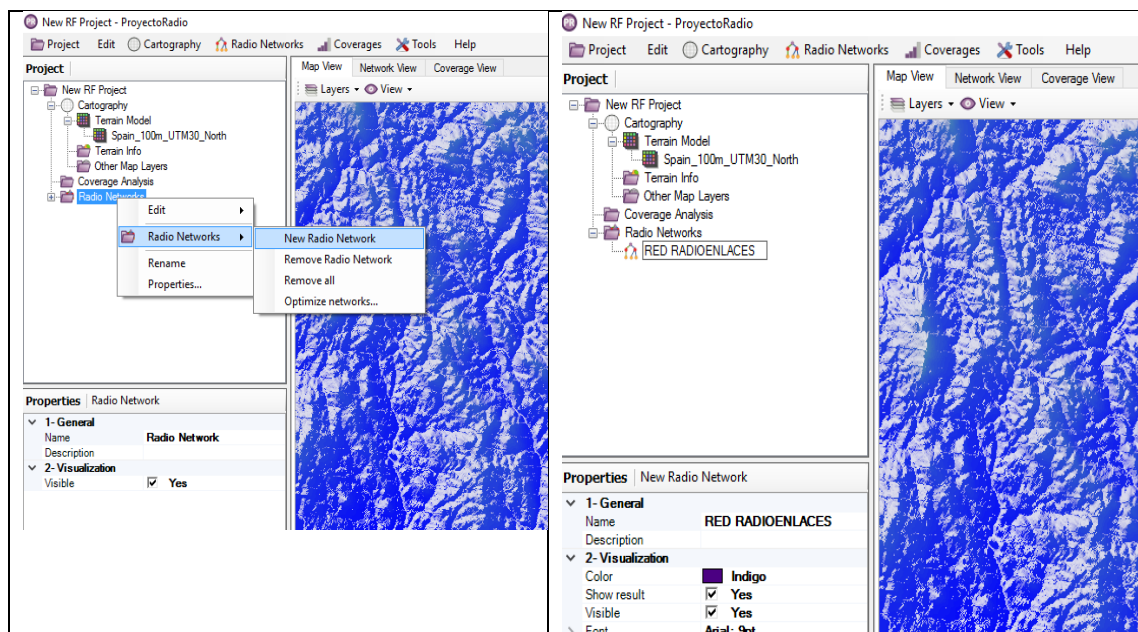 New RF Project - ProyectoRadio
Project Edit Cartography Radio Networks Coverages Tools Help
Project
New RF Project
Cartography
Terrain Model
Spain_100m_UTM30_North
Terrain Info
Other Map Layers
Coverage Analysis
Radio Networks
Edit
Radio Networks
Rename
Properties...
New Radio Network
Remove Radio Network
Remove all
Optimize networks...
Map View Network View Coverage View
Layers View
Properties Radio Network
1- General
Name Radio Network
Description
2- Visualization
Visible Yes
New RF Project - ProyectoRadio
Project Edit Cartography Radio Networks Coverages Tools Help
Project
New RF Project
Cartography
Terrain Model
Spain_100m_UTM30_North
Terrain Info
Other Map Layers
Coverage Analysis
Radio Networks
RED RADIOENLACES
Map View Network View Coverage View
Layers View
Properties New Radio Network
1- General
Name RED RADIOENLACES
Description
2- Visualization
Color Indigo
Show result Yes
Visible Yes
Font Arial; 9pt